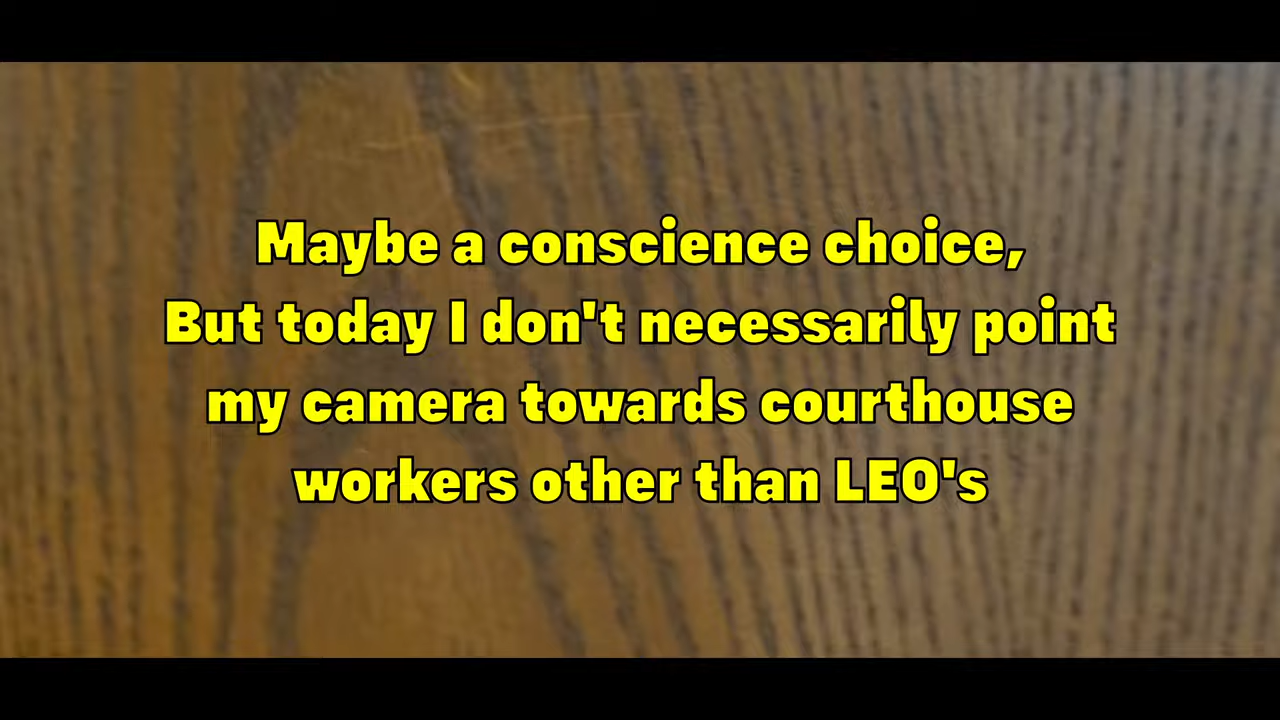 Maybe a conscience choice,
But today I don't necessarily point
my camera towards courthouse
workers other than LEO's